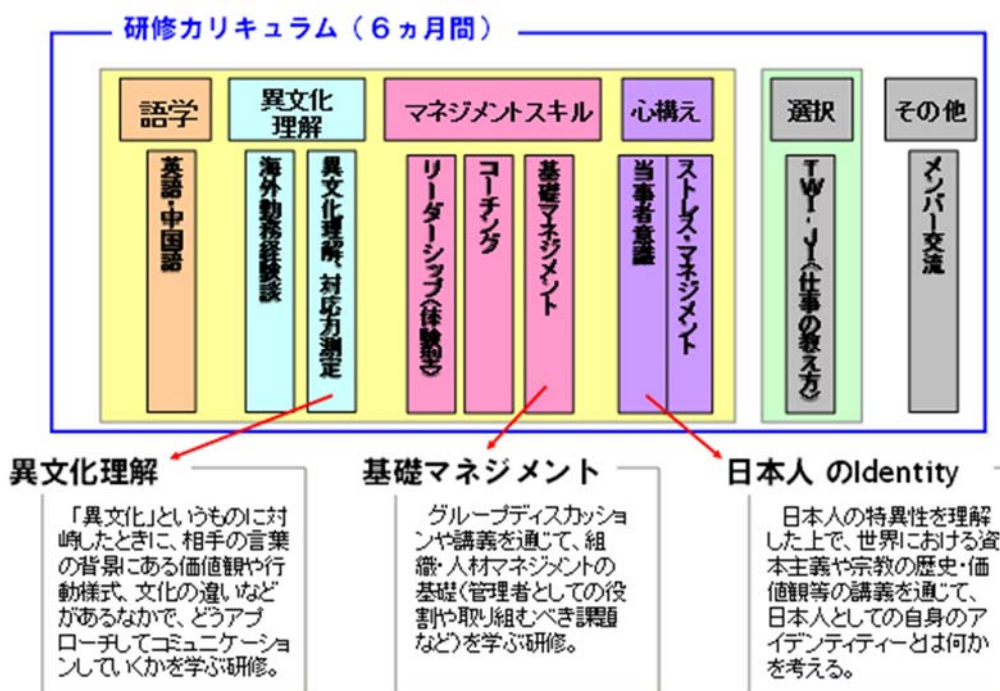 研修カリキュラム（6ヵ月間）
語学
異文化
理解
マネジメントスキル
心構え
選択
その他
英語・中国語
海外勤務経験談
異文化理解、対応力測定
リーダーシップ（体験型）
コーチング
基礎マネジメント
当事者意識
ストレス・マネジメント
TWI-JI（仕事の教え方）
メンバー交流
異文化理解
「異文化」というものに対
峙したときに、相手の言葉
の背景にある価値観や行
動様式、文化の違いなど
があるなかで、どうアプ
ローチしてコミュニケーショ
ンしていくかを学ぶ研修。
基礎マネジメント
グループディスカッショ
ンや講義を通じて、組
織・人材マネジメントの
基礎（管理者としての役
割や取り組むべき課題
など）を学ぶ研修。
日本人 のIdentity
日本人の特異性を理解
した上で、世界における資
本主義や宗教の歴史・価
値観等の講義を通じて、
日本人としての自身のア
イデンティティーとは何か
を考える。